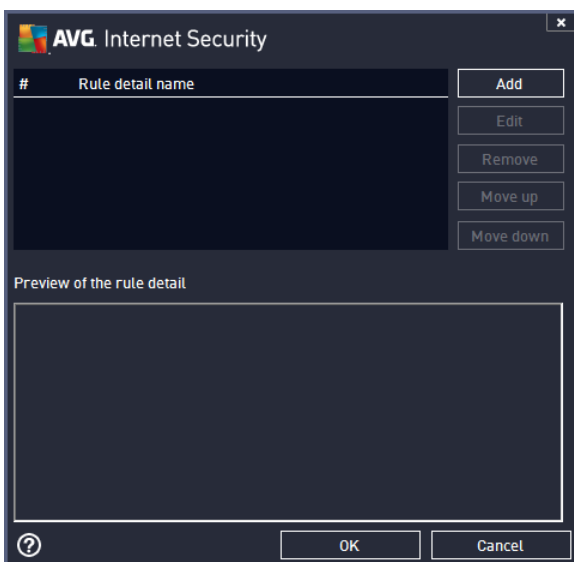 AVG. Internet Security
x
# Rule detail name
Add
Edit
Remove
Move up
Move down
Preview of the rule detail
?
OK
Cancel